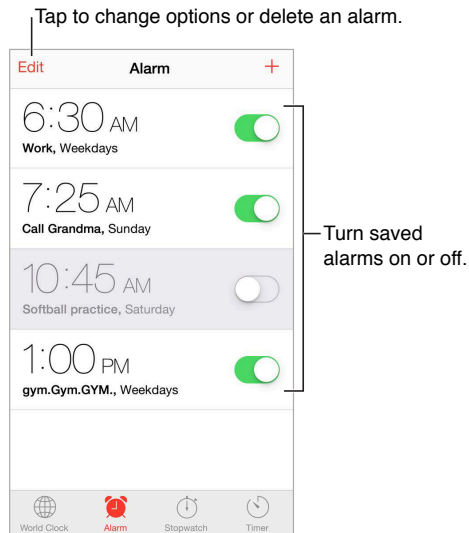 Tap to change options or delete an alarm.
Edit Alarm +
6:30 AM
Work, Weekdays
7:25 AM
Call Grandma, Sunday
Turn saved
alarms on or off.
10:45 AM
Softball practice, Saturday
1:00 PM
gym.Gym.GYM., Weekdays
World Clock Alarm Stopwatch Timer